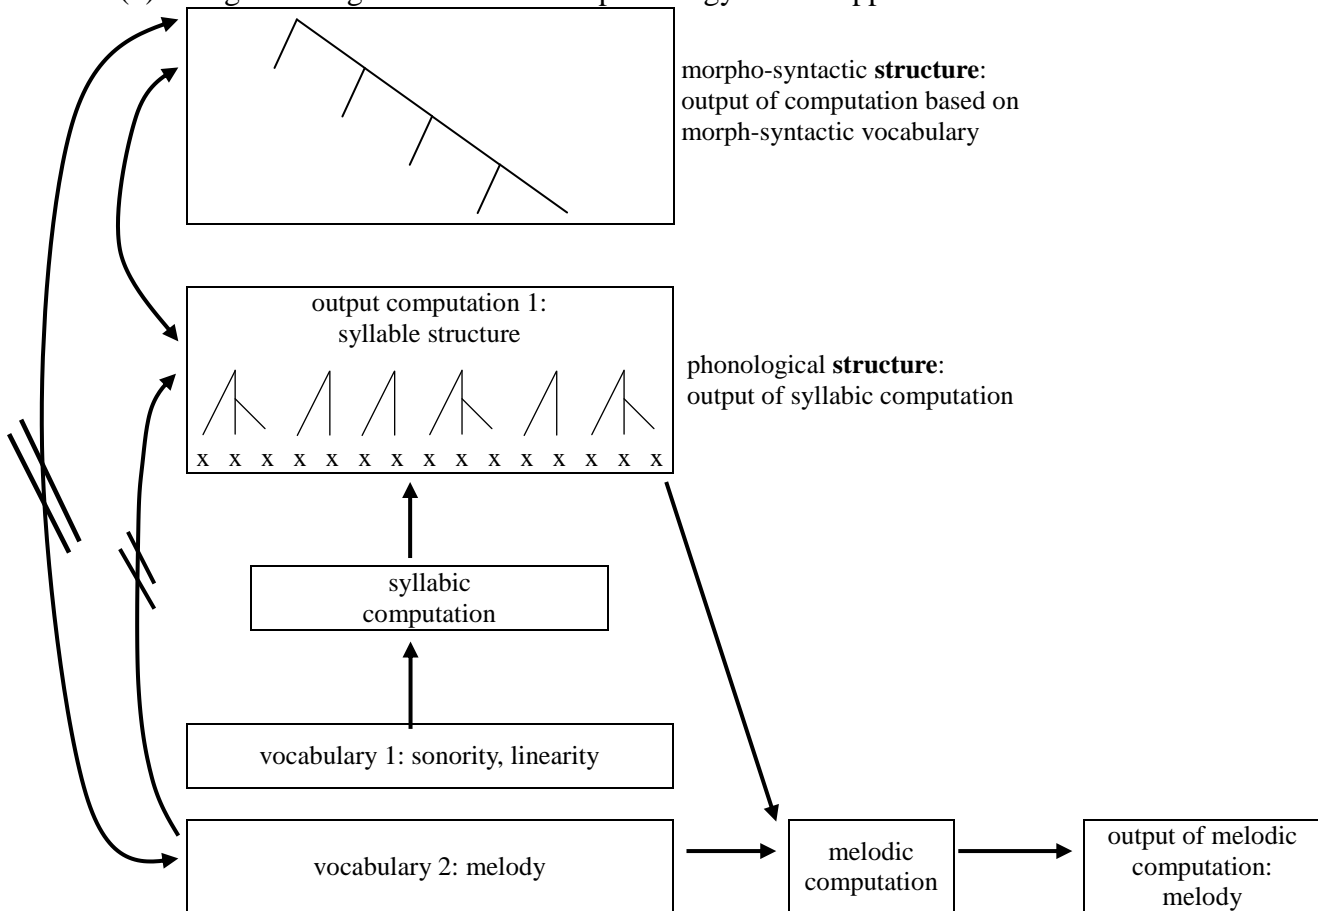 morpho-syntactic structure:
output of computation based on
morph-syntactic vocabulary
output computation 1:
syllable structure
x x x x x x x x x x x x x x x
phonological structure:
output of syllabic computation
syllabic
computation
vocabulary 1: sonority, linearity
vocabulary 2: melody
melodic
computation
output of melodic
computation:
melody